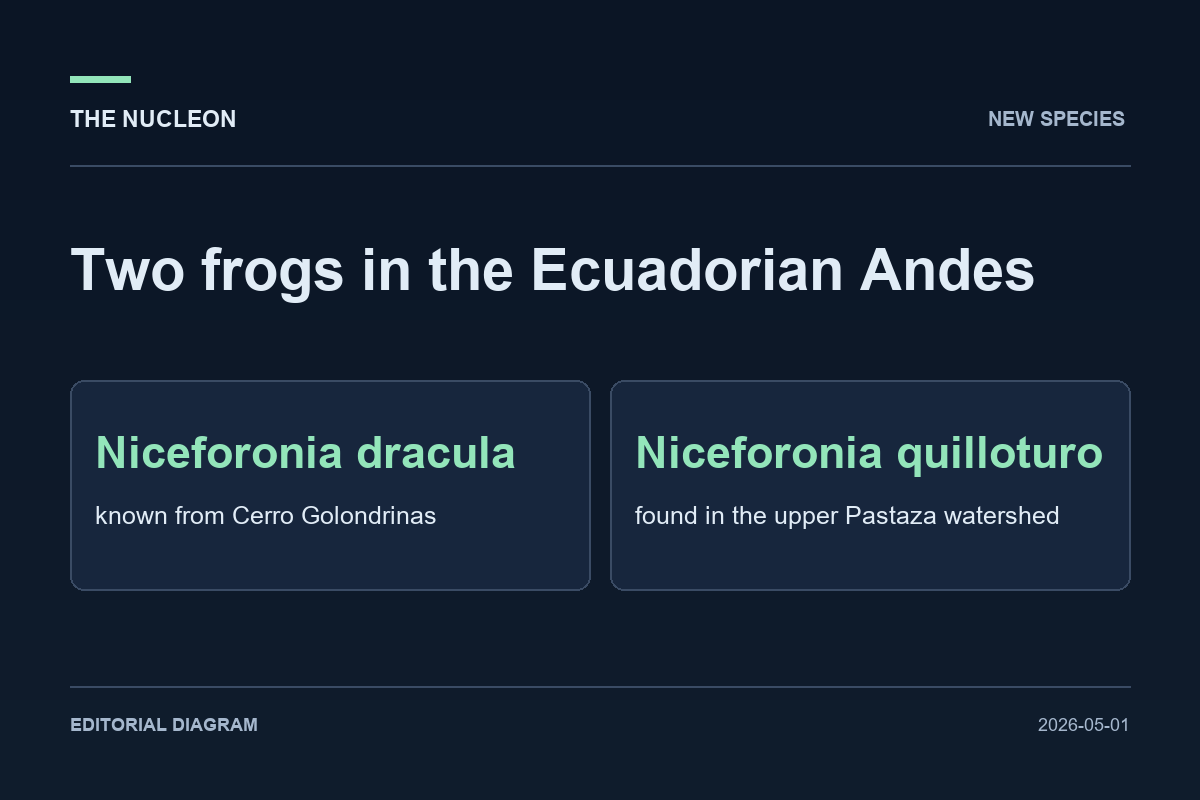 THE NUCLEON
NEW SPECIES
Two frogs in the Ecuadorian Andes
Niceforonia dracula
known from Cerro Golondrinas
Niceforonia quilloturo
found in the upper Pastaza watershed
EDITORIAL DIAGRAM
2026-05-01